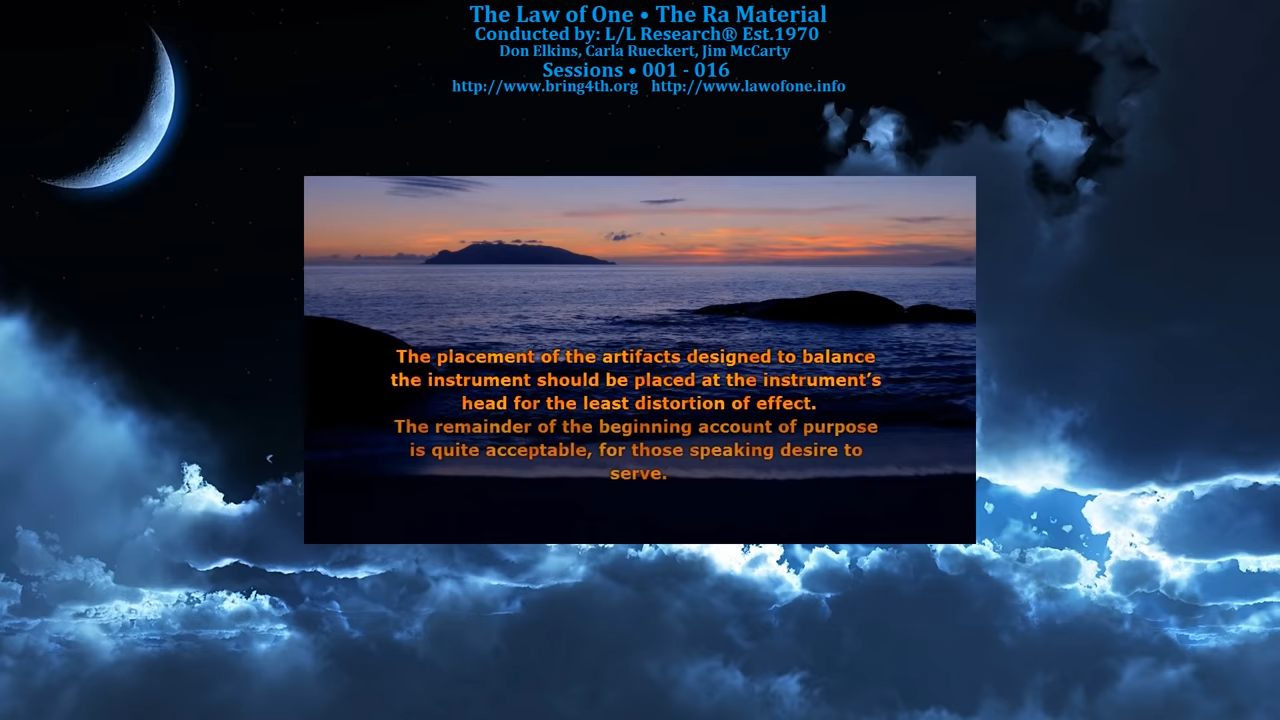 The Law of One • The Ra Material
Conducted by: L/L Research® Est.1970
Don Elkins, Carla Rueckert, Jim McCarty
Sessions • 001 - 016
http://www.bring4th.org http://www.lawofone.info
The placement of the artifacts designed to balance
the instrument should be placed at the instrument’s
head for the least distortion of effect.
The remainder of the beginning account of purpose
is quite acceptable, for those speaking desire to
serve.